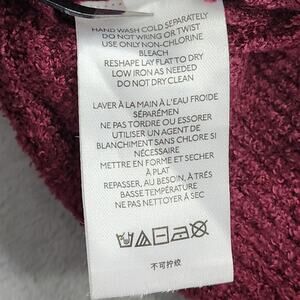 HAND WASH COLD SEPARATELY
DO NOT WRING OR TWIST
USE ONLY NON-CHLORINE
BLEACH
RESHAPE LAY FLAT TO DRY
LOW IRON AS NEEDED
DO NOT DRY CLEAN
LAVER À LA MAIN À L'EAU FROIDE
SÉPARÉMEN
NE PAS TORDRE OU ESSORER
UTILISER UN AGENT DE
BLANCHIMENT SANS CHLORE SI
NÉCESSAIRE
METTRE EN FORME ET SECHER
À PLAT
REPASSER, AU BESOIN, À TRÉS
BASSE TEMPÉRATURE
NE PAS NETTOYER À SEC
不可拧绞